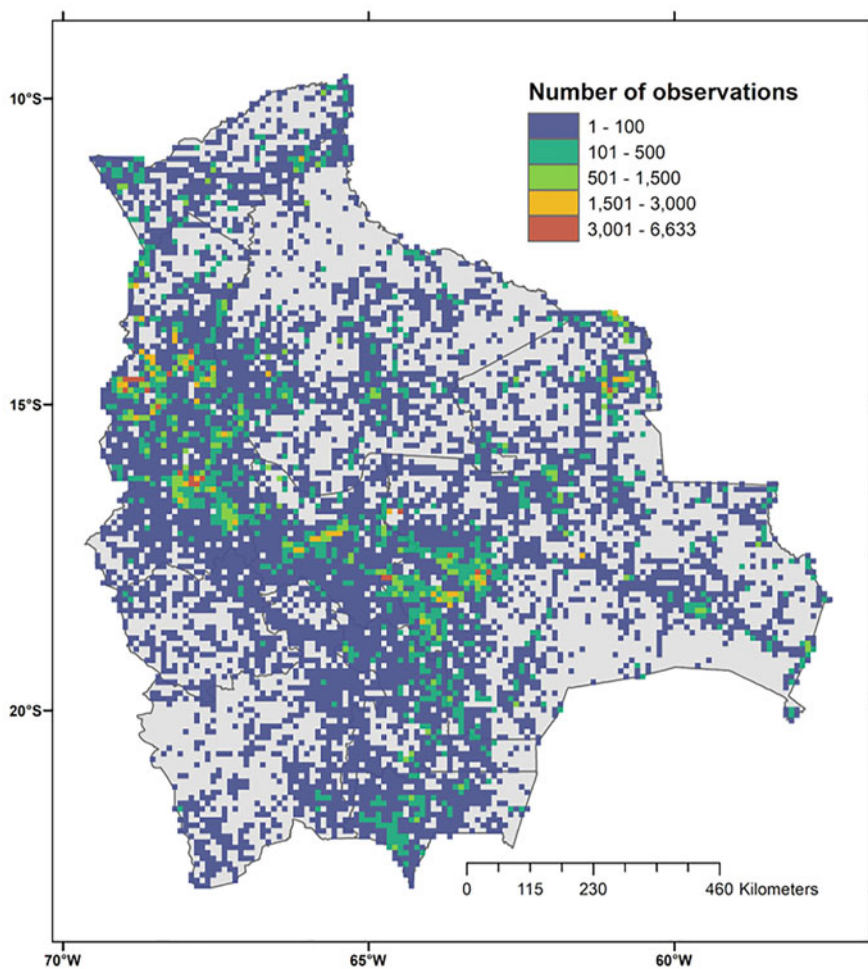 Number of observations
1 - 100
101 - 500
501 - 1,500
1,501 - 3,000
3,001 - 6,633
10°S
15°S
20°S
0 115 230 460 Kilometers
70°W 65°W 60°W